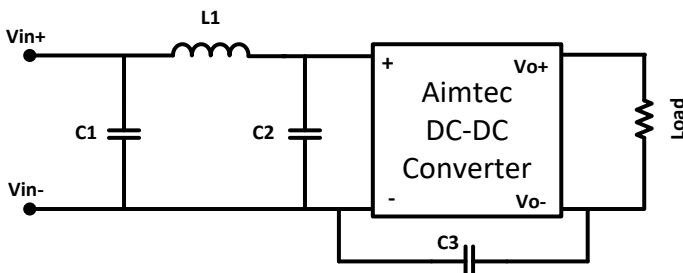 L1
Vin+
+
Vo+
Aimtec
DC-DC
Converter
C1
C2
Load
Vin-
-
Vo-
C3